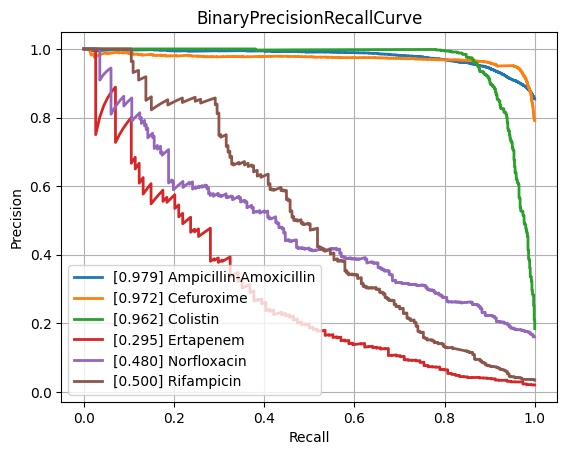 BinaryPrecisionRecallCurve
1.0
0.8
0.6
0.4
0.2
0.0
Precision
[0.979] Ampicillin-Amoxicillin
[0.972] Cefuroxime
[0.962] Colistin
[0.295] Ertapenem
[0.480] Norfloxacin
[0.500] Rifampicin
0.0 0.2 0.4 0.6 0.8 1.0
Recall